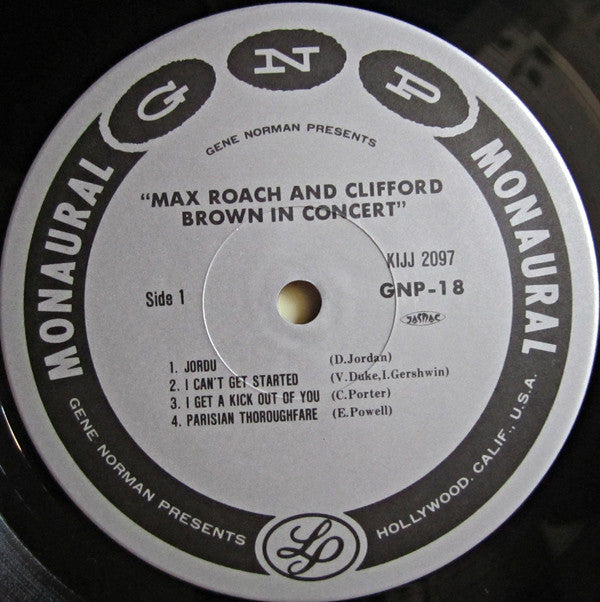 G N P
GENE NORMAN PRESENTS
"MAX ROACH AND CLIFFORD
BROWN IN CONCERT"
KIJJ 2097
Side 1
GNP-18
JASRAC
1. JORDU (D.Jordan)
2. I CAN'T GET STARTED (V.Duke,I.Gershwin)
3. I GET A KICK OUT OF YOU (C.Porter)
4. PARISIAN THOROUGHFARE (E.Powell)
MONAURAL
MONAURAL
GENE NORMAN PRESENTS
LP
HOLLYWOOD, CALIF., U.S.A.